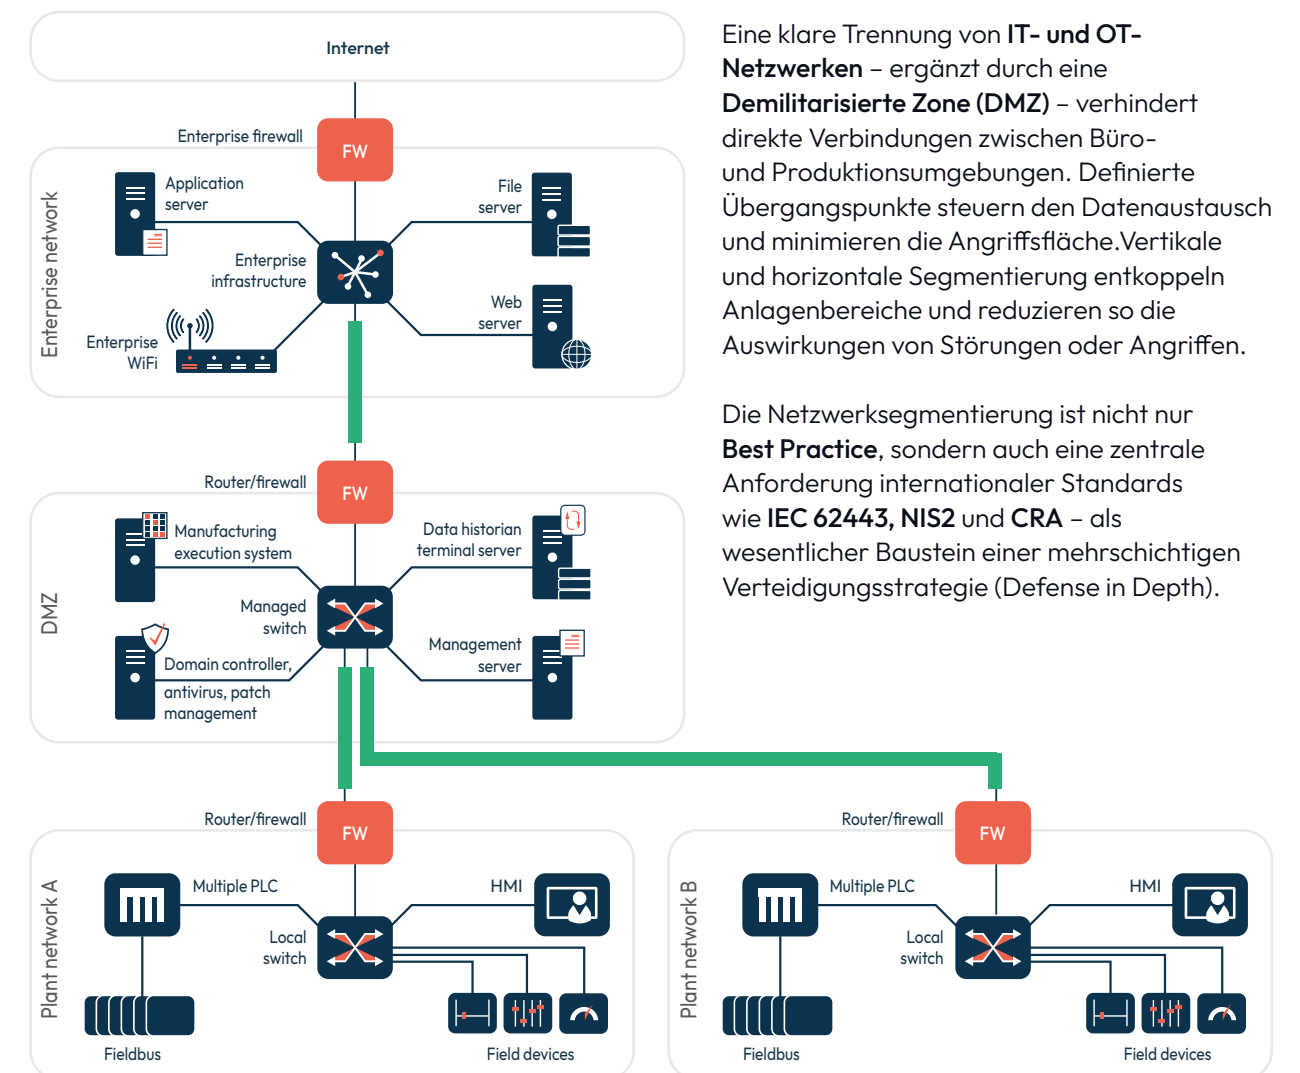 Internet
Enterprise firewall
FW
Enterprise network
Application
server
File
server
Enterprise
infrastructure
Web
server
Enterprise
WiFi
Router/firewall
FW
DMZ
Manufacturing
execution system
Data historian
terminal server
Managed
switch
Management
server
Domain controller,
antivirus, patch
management
Router/firewall
FW
Plant network A
Multiple PLC
HMI
Local
switch
Fieldbus
Field devices
Router/firewall
FW
Plant network B
Multiple PLC
HMI
Local
switch
Fieldbus
Field devices
Eine klare Trennung von IT- und OT-
Netzwerken – ergänzt durch eine
Demilitarisierte Zone (DMZ) – verhindert
direkte Verbindungen zwischen Büro-
und Produktionsumgebungen. Definierte
Übergangspunkte steuern den Datenaustausch
und minimieren die Angriffsfläche.Vertikale
und horizontale Segmentierung entkoppeln
Anlagenbereiche und reduzieren so die
Auswirkungen von Störungen oder Angriffen.
Die Netzwerksegmentierung ist nicht nur
Best Practice, sondern auch eine zentrale
Anforderung internationaler Standards
wie IEC 62443, NIS2 und CRA – als
wesentlicher Baustein einer mehrschichtigen
Verteidigungsstrategie (Defense in Depth).